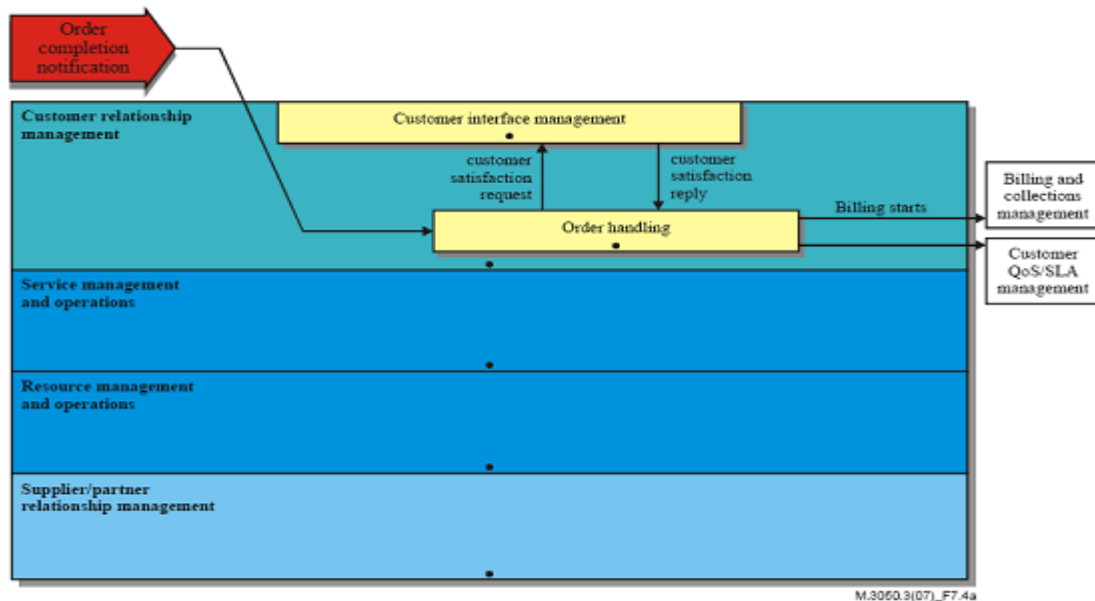 Order
completion
notification
Customer relationship
management
Customer interface management
customer
satisfaction
request
customer
satisfaction
reply
Billing starts
Billing and
collections
management
Order handling
Customer
QoS/SLA
management
Service management
and operations
Resource management
and operations
Supplier/partner
relationship management
M.3050.3(07)_F7.4a